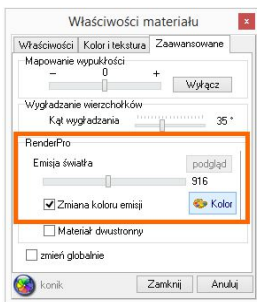 Właściwości materiału
x
Właściwości Kolor i tekstura Zaawansowane
Mapowanie wypukłości
- 0 +
Wyłącz
Wygładzanie wierzchołków
Kąt wygładzania 35 °
RenderPro
Emisja światła podgląd
916
Zmiana koloru emisji Kolor
Materiał dwustronny
zmień globalnie
konik Zamknij Anuluj